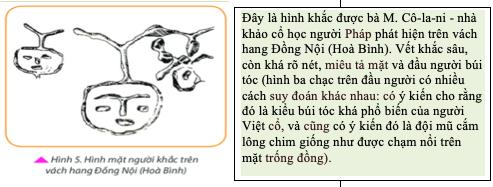 Hình 5. Hình mặt người khắc trên
vách hang Đồng Nội (Hoà Bình)
Đây là hình khắc được bà M. Cô-la-ni - nhà
khảo cổ học người Pháp phát hiện trên vách
hang Đồng Nội (Hoà Bình). Vết khắc sâu,
còn khá rõ nét, miêu tả mặt và đầu người búi
tóc (hình ba chạc trên đầu người có nhiều
cách suy đoán khác nhau: có ý kiến cho rằng
đó là kiểu búi tóc khá phổ biến của người
Việt cổ, và cũng có ý kiến đó là đội mũ cắm
lông chim giống như được chạm nổi trên
mặt trống đồng).